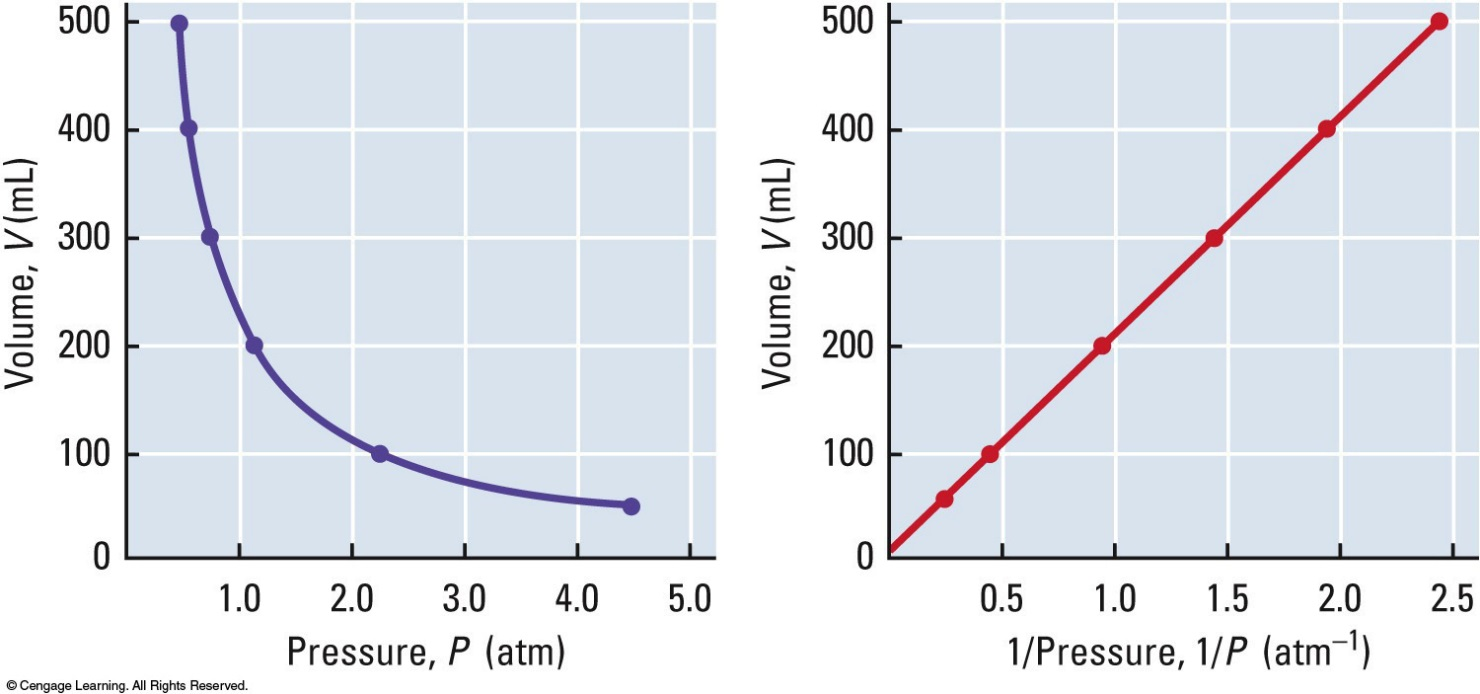 500
400
300
200
100
0
Volume, V (mL)
1.0 2.0 3.0 4.0 5.0
Pressure, P (atm)
500
400
300
200
100
0
Volume, V (mL)
0.5 1.0 1.5 2.0 2.5
1/Pressure, 1/P (atm⁻¹)
© Cengage Learning. All Rights Reserved.